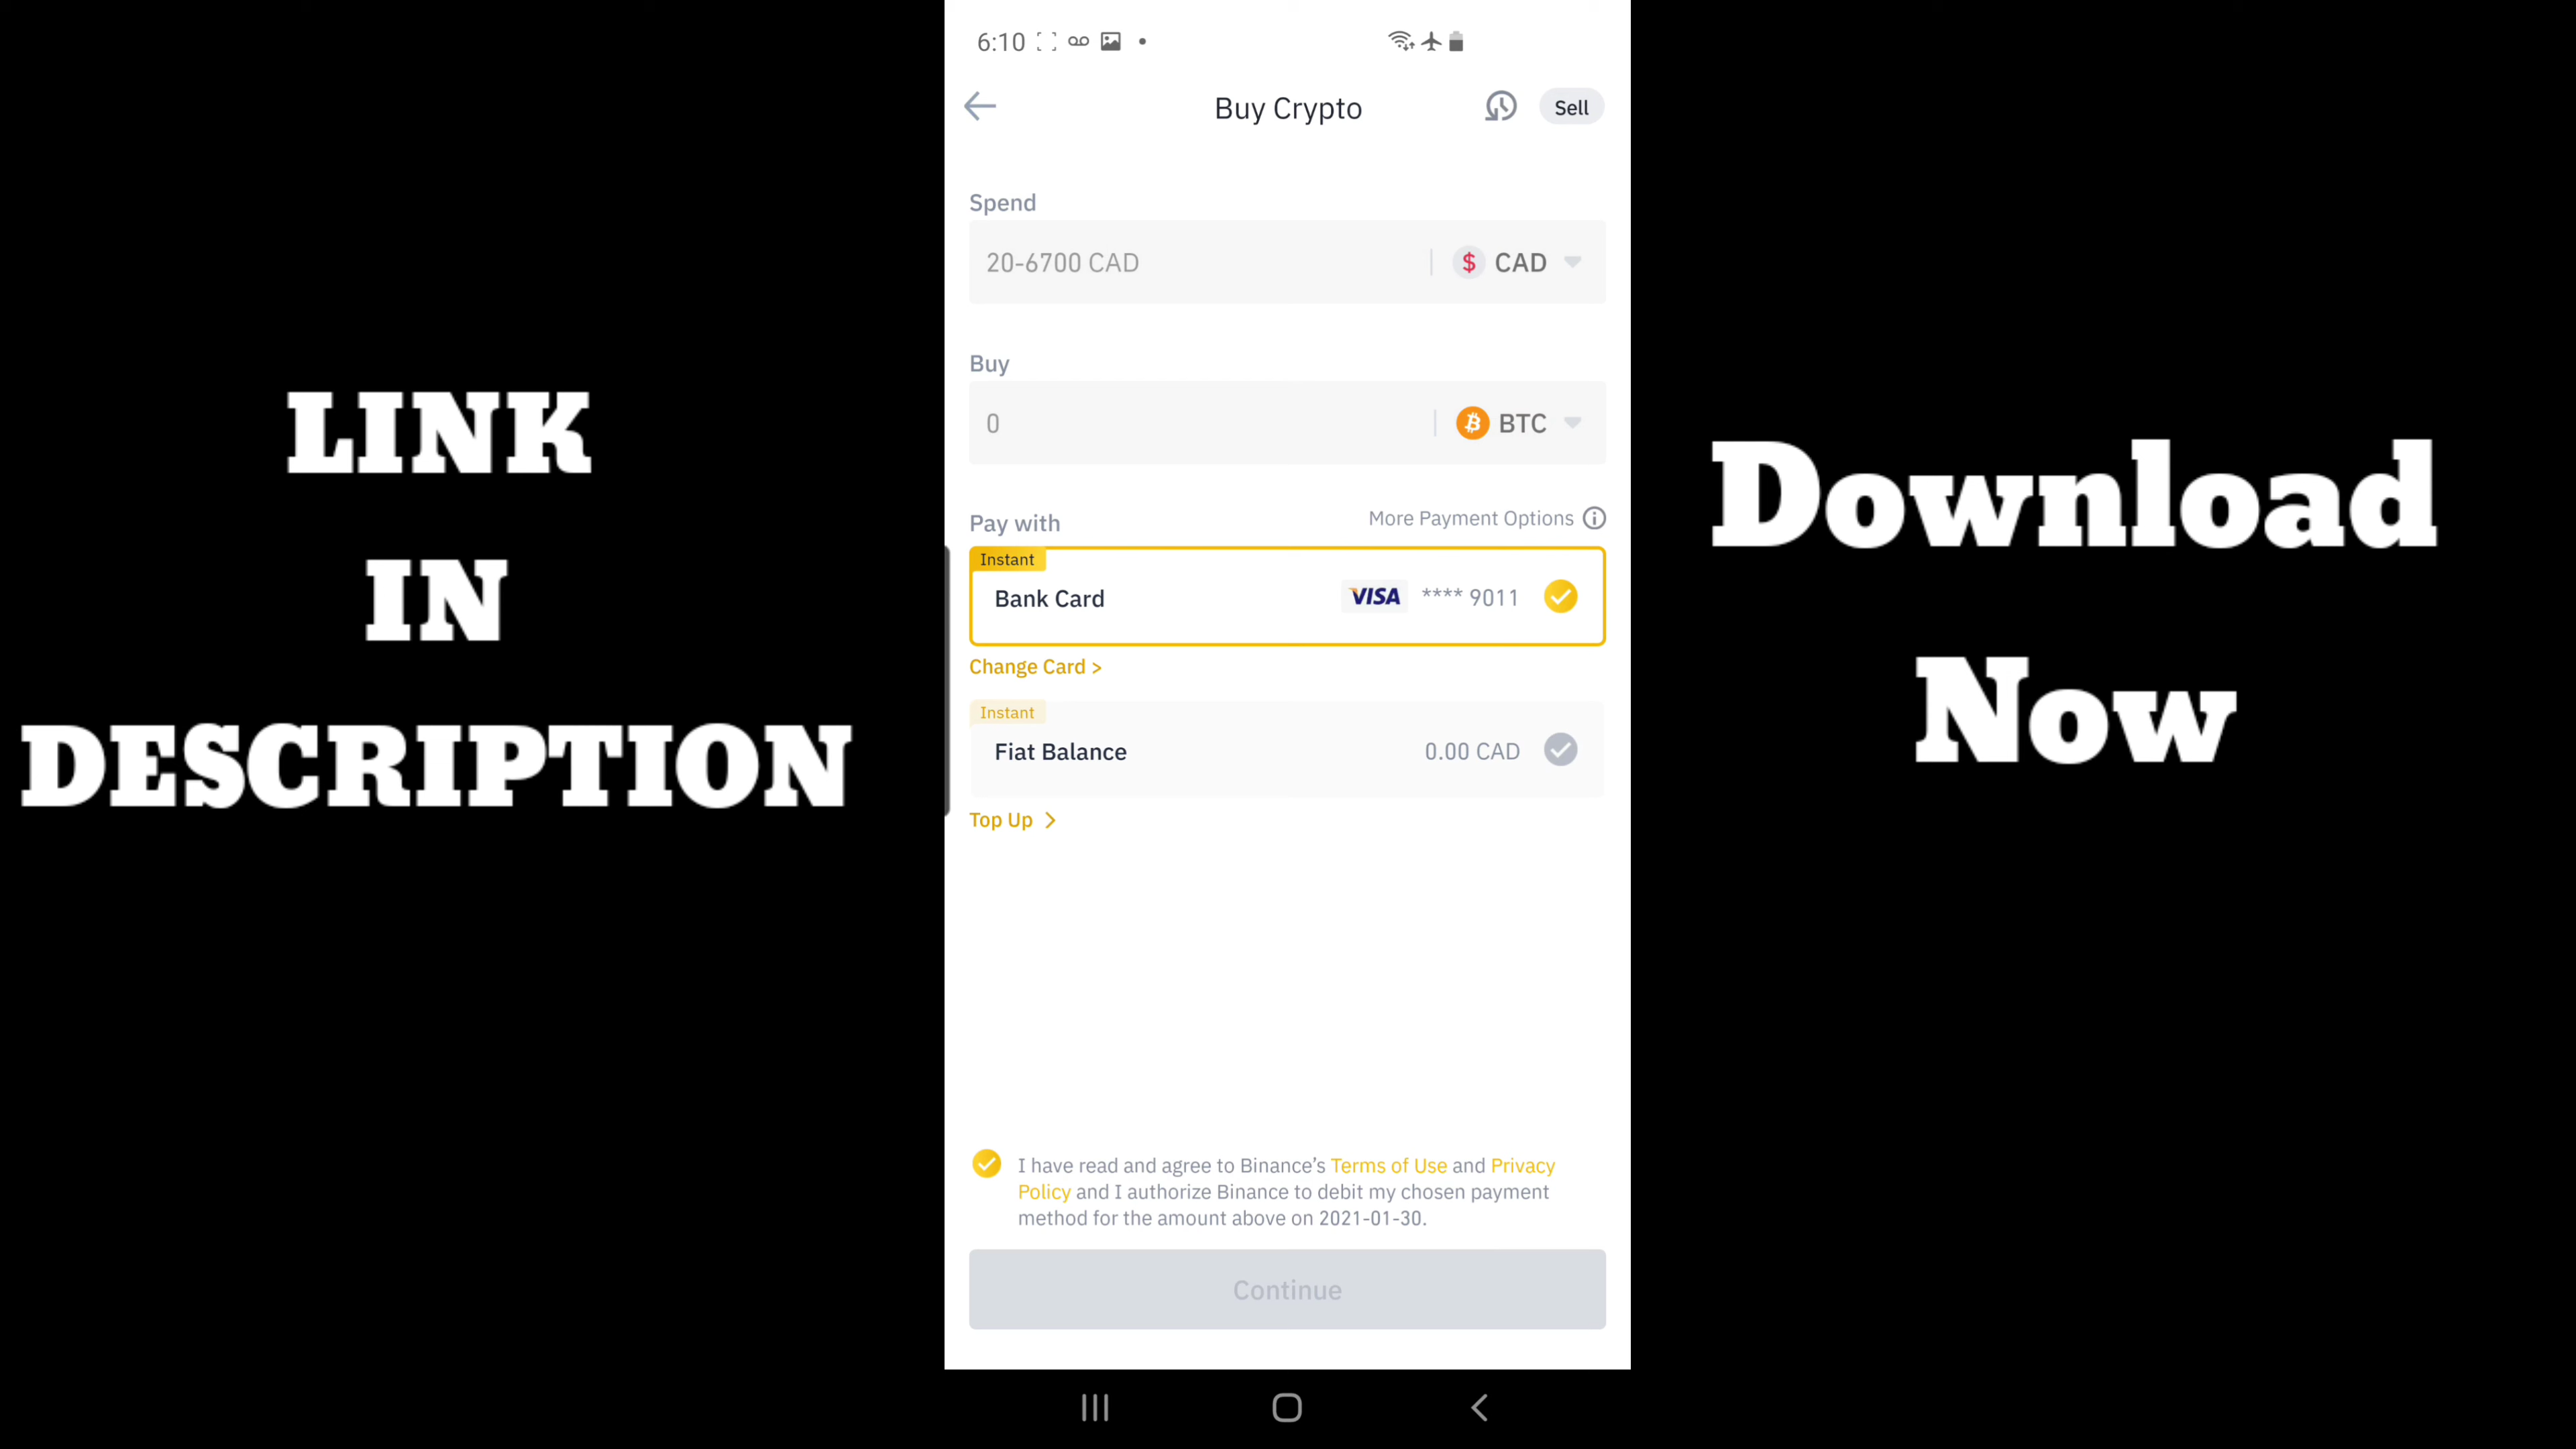 LINK
IN
DESCRIPTION
6:10
Buy Crypto
Sell
Spend
20-6700 CAD
$ CAD
Buy
0
BTC
Pay with
More Payment Options
Instant
Bank Card
VISA **** 9011
Change Card >
Instant
Fiat Balance
0.00 CAD
Top Up >
I have read and agree to Binance’s Terms of Use and Privacy
Policy and I authorize Binance to debit my chosen payment
method for the amount above on 2021-01-30.
Continue
Download
Now